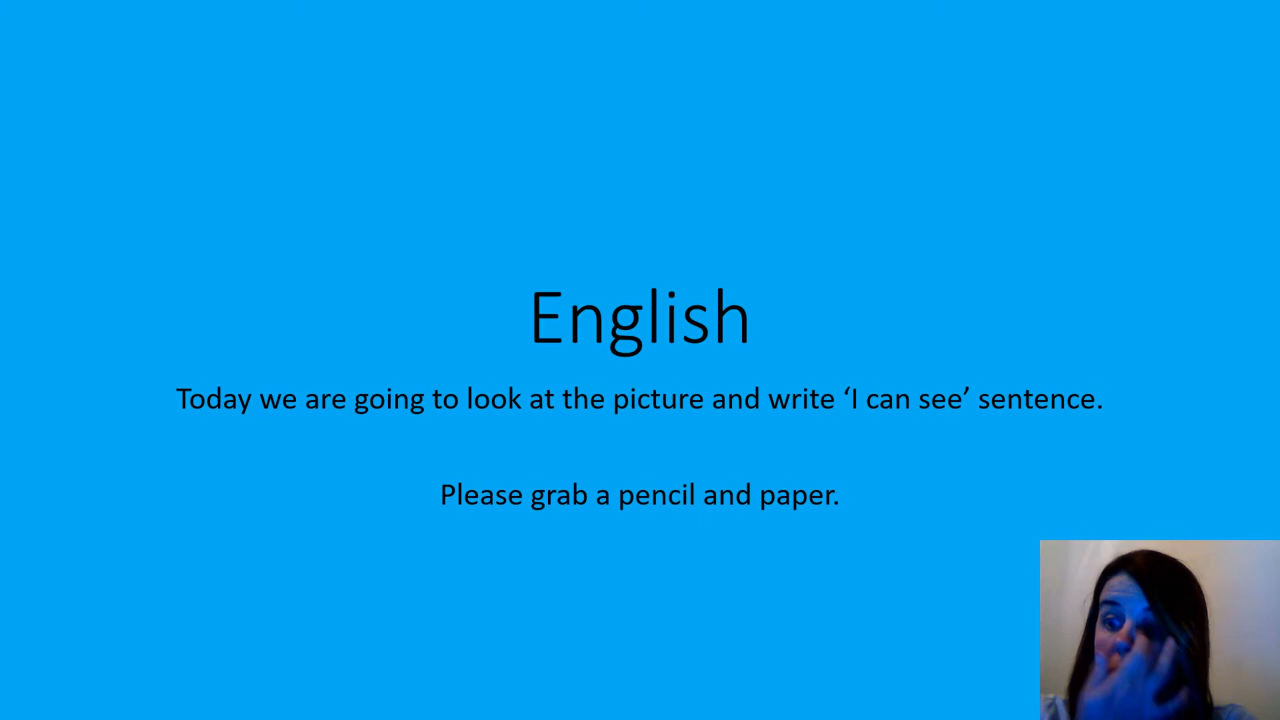 English
Today we are going to look at the picture and write ‘I can see’ sentence.
Please grab a pencil and paper.